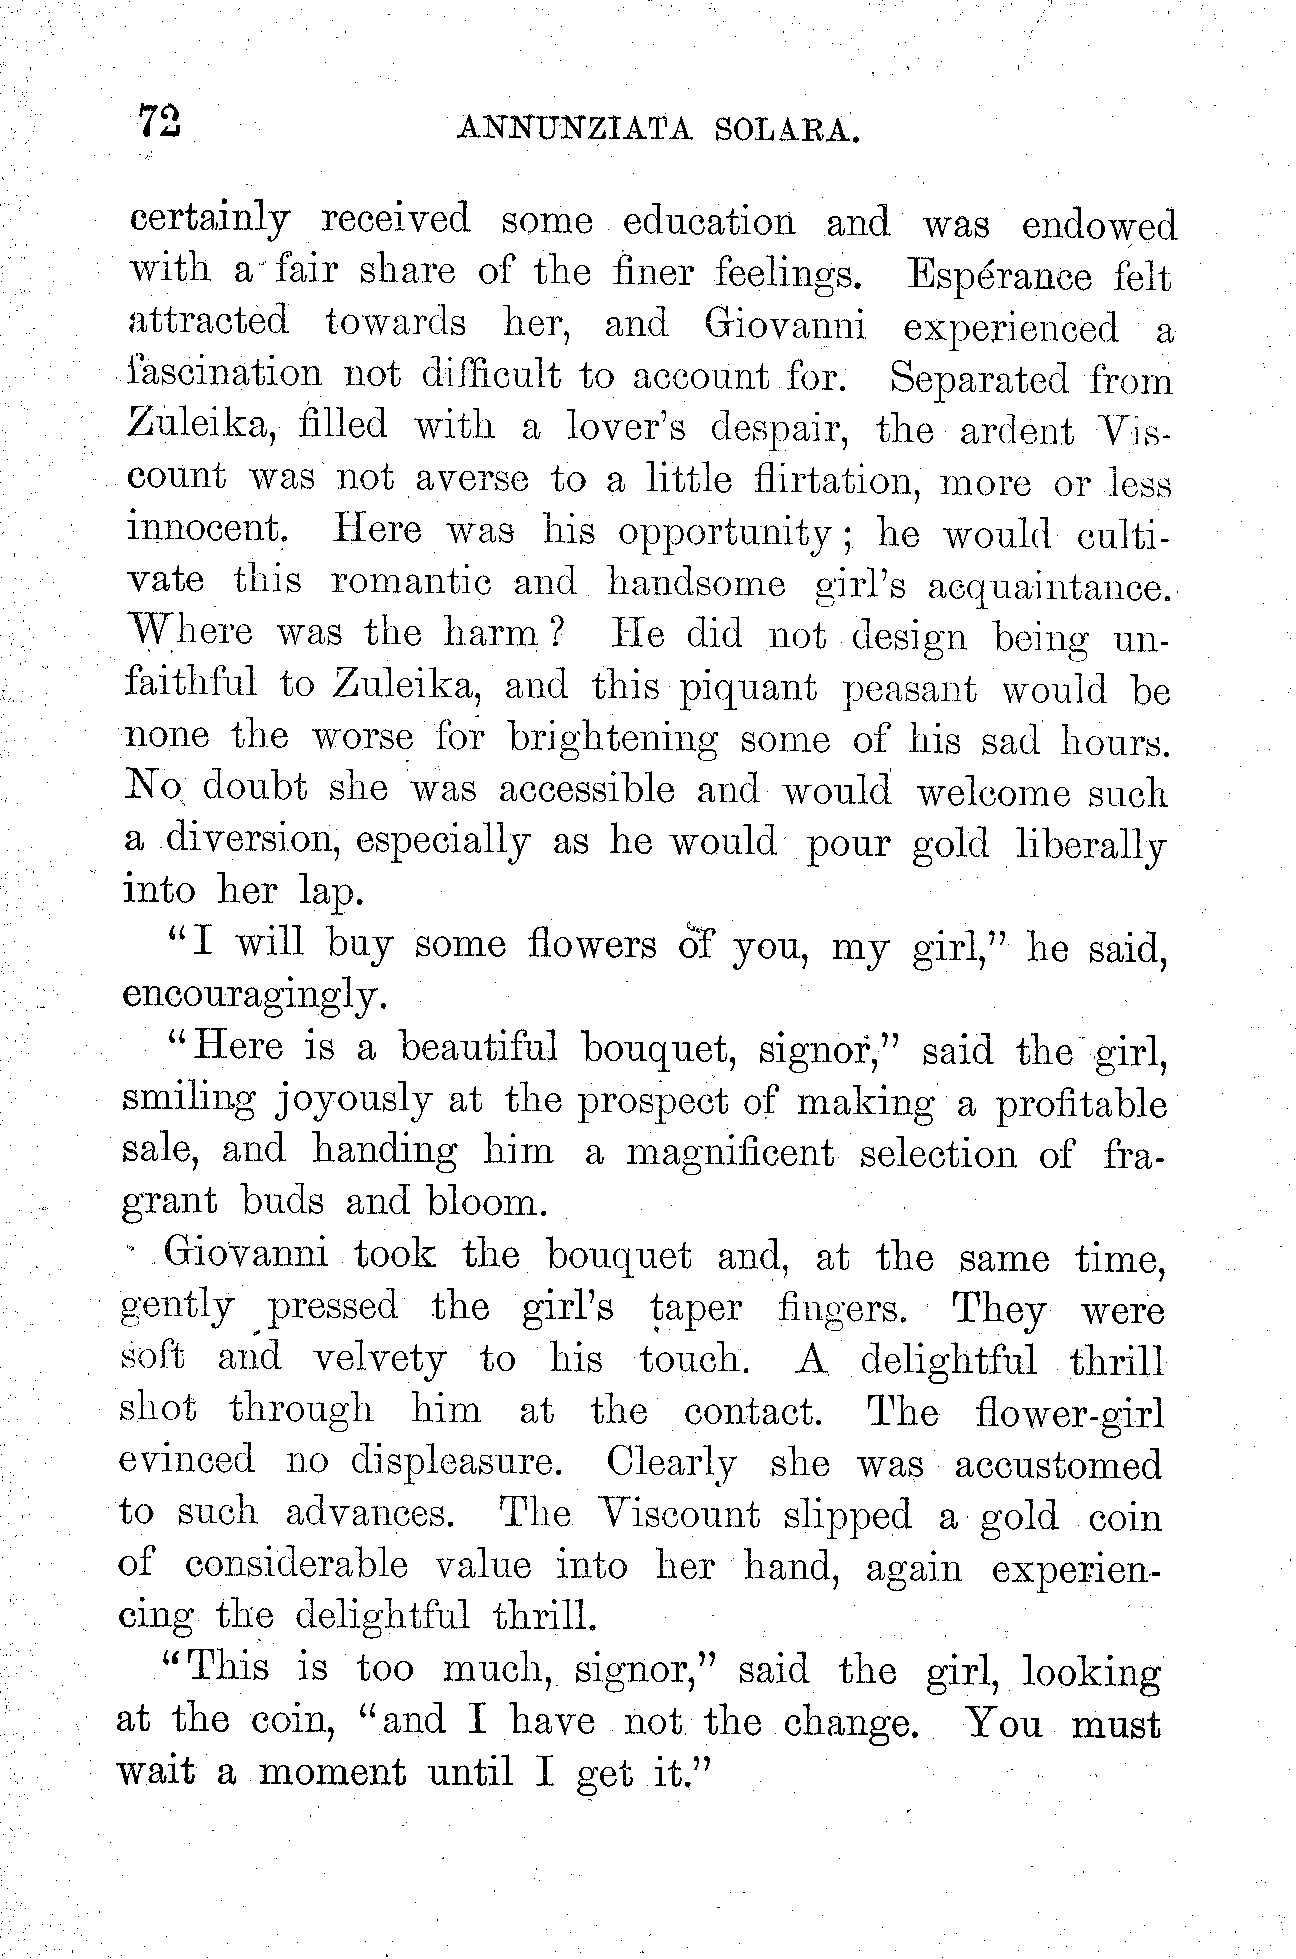 72 ANNUNZIATA SOLARA.
certainly received some education and was endowed
with a fair share of the finer feelings. Espérance felt
attracted towards her, and Giovanni experienced a
fascination not difficult to account for. Separated from
Zuleika, filled with a lover's despair, the ardent Vis-
count was not averse to a little flirtation, more or less
innocent. Here was his opportunity; he would culti-
vate this romantic and handsome girl's acquaintance.
Where was the harm? He did not design being un-
faithful to Zuleika, and this piquant peasant would be
none the worse for brightening some of his sad hours.
No doubt she was accessible and would welcome such
a diversion, especially as he would pour gold liberally
into her lap.
"I will buy some flowers of you, my girl," he said,
encouragingly.
"Here is a beautiful bouquet, signor," said the girl,
smiling joyously at the prospect of making a profitable
sale, and handing him a magnificent selection of fra-
grant buds and bloom.
Giovanni took the bouquet and, at the same time,
gently pressed the girl's taper fingers. They were
soft and velvety to his touch. A delightful thrill
shot through him at the contact. The flower-girl
evinced no displeasure. Clearly she was accustomed
to such advances. The Viscount slipped a gold coin
of considerable value into her hand, again experien-
cing the delightful thrill.
"This is too much, signor," said the girl, looking
at the coin, "and I have not the change. You must
wait a moment until I get it."